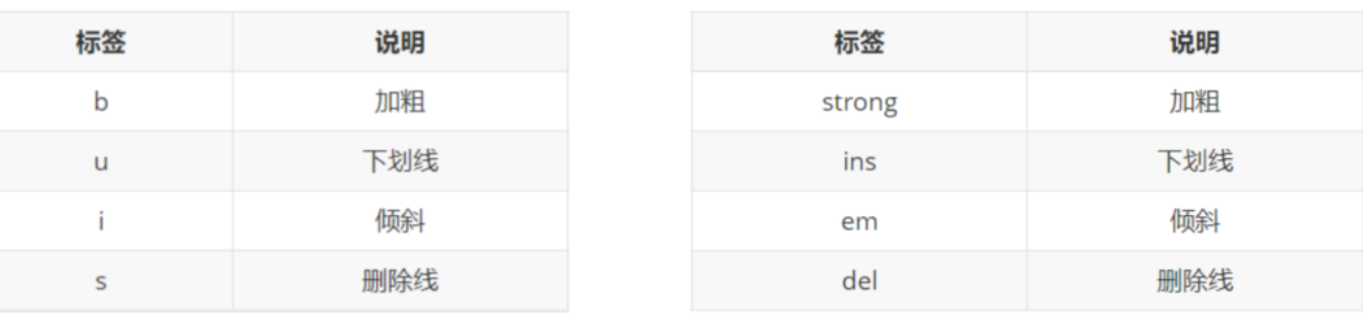 标签 说明 标签 说明
b 加粗 strong 加粗
u 下划线 ins 下划线
i 倾斜 em 倾斜
s 删除线 del 删除线